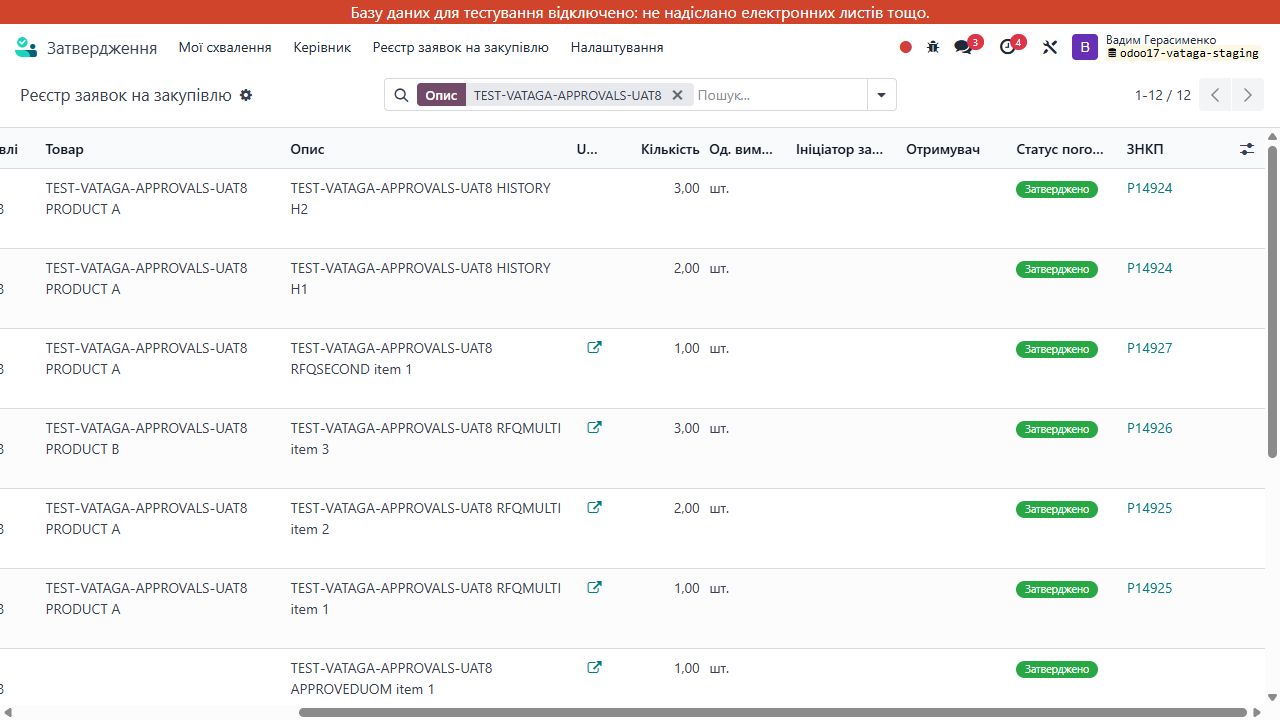 Базу даних для тестування відключено: не надіслано електронних листів тощо.
Затвердження Мої схвалення Керівник Реєстр заявок на закупівлю Налаштування 3 4 В Вадим Герасименко
odoo17-vataga-staging
Реєстр заявок на закупівлю Опис TEST-VATAGA-APPROVALS-UAT8 Пошук... 1-12 / 12
влі Товар Опис U... Кількість Од. вим... Ініціатор за... Отримувач Статус пого... ЗНКП
TEST-VATAGA-APPROVALS-UAT8 TEST-VATAGA-APPROVALS-UAT8 HISTORY 3,00 шт. Затверджено P14924
PRODUCT A H2
TEST-VATAGA-APPROVALS-UAT8 TEST-VATAGA-APPROVALS-UAT8 HISTORY 2,00 шт. Затверджено P14924
PRODUCT A H1
TEST-VATAGA-APPROVALS-UAT8 TEST-VATAGA-APPROVALS-UAT8 1,00 шт. Затверджено P14927
PRODUCT A RFQSECOND item 1
TEST-VATAGA-APPROVALS-UAT8 TEST-VATAGA-APPROVALS-UAT8 RFQMULTI 3,00 шт. Затверджено P14926
PRODUCT B item 3
TEST-VATAGA-APPROVALS-UAT8 TEST-VATAGA-APPROVALS-UAT8 RFQMULTI 2,00 шт. Затверджено P14925
PRODUCT A item 2
TEST-VATAGA-APPROVALS-UAT8 TEST-VATAGA-APPROVALS-UAT8 RFQMULTI 1,00 шт. Затверджено P14925
PRODUCT A item 1
TEST-VATAGA-APPROVALS-UAT8 1,00 шт. Затверджено
APPROVEDUOM item 1